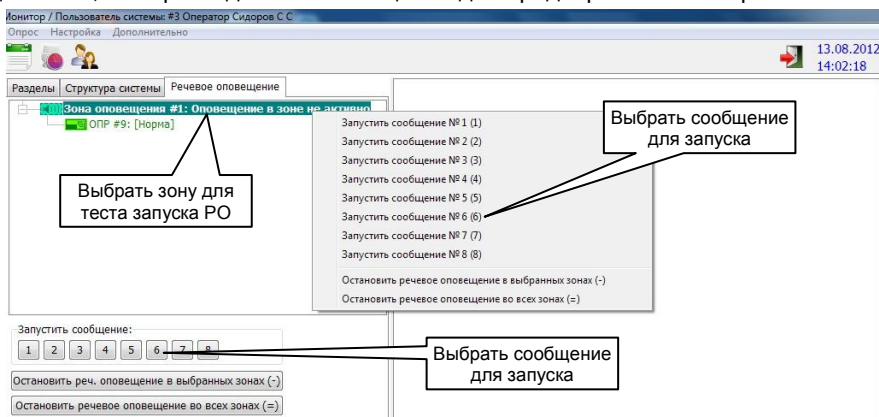 Монитор / Пользователь системы: #3 Оператор Сидоров С С
Опрос Настройка Дополнительно
13.08.2012
14:02:18
Разделы Структура системы Речевое оповещение
Зона оповещения #1: Оповещение в зоне не активно
ОПР #9: [Норма]
Запустить сообщение № 1 (1)
Запустить сообщение № 2 (2)
Запустить сообщение № 3 (3)
Запустить сообщение № 4 (4)
Запустить сообщение № 5 (5)
Запустить сообщение № 6 (6)
Запустить сообщение № 7 (7)
Запустить сообщение № 8 (8)
Остановить речевое оповещение в выбранных зонах (-)
Остановить речевое оповещение во всех зонах (=)
Выбрать сообщение
для запуска
Выбрать зону для
теста запуска РО
Запустить сообщение:
1 2 3 4 5 6 7 8
Выбрать сообщение
для запуска
Остановить реч. оповещение в выбранных зонах (-)
Остановить речевое оповещение во всех зонах (=)